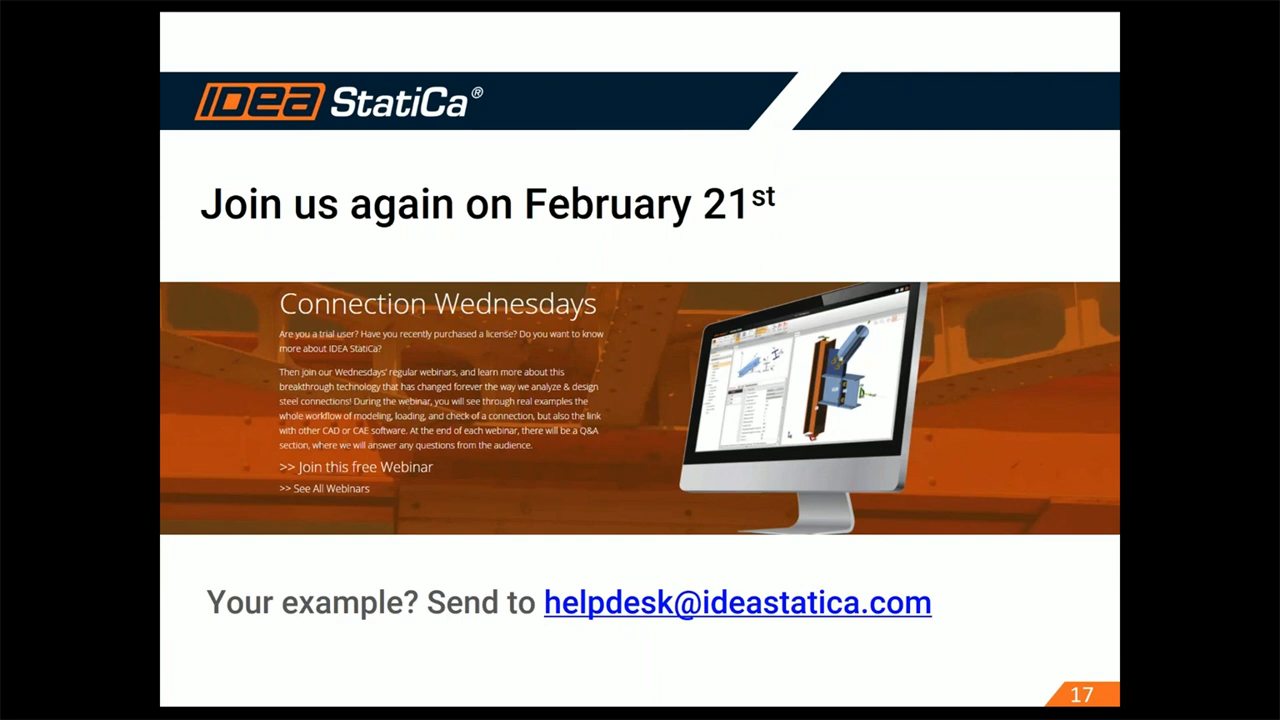 IDEA StatiCa®
Join us again on February 21st
Connection Wednesdays
Are you a trial user? Have you recently purchased a license? Do you want to know
more about IDEA StatiCa?
Then join our Wednesdays' regular webinars, and learn more about this
breakthrough technology that has changed forever the way we analyze & design
steel connections! During the webinar, you will see through real examples the
whole workflow of modeling, loading, and check of a connection, but also the link
with other CAD or CAE software. At the end of each webinar, there will be a Q&A
section, where we will answer any questions from the audience.
>> Join this free Webinar
>> See All Webinars
Your example? Send to helpdesk@ideastatica.com
17